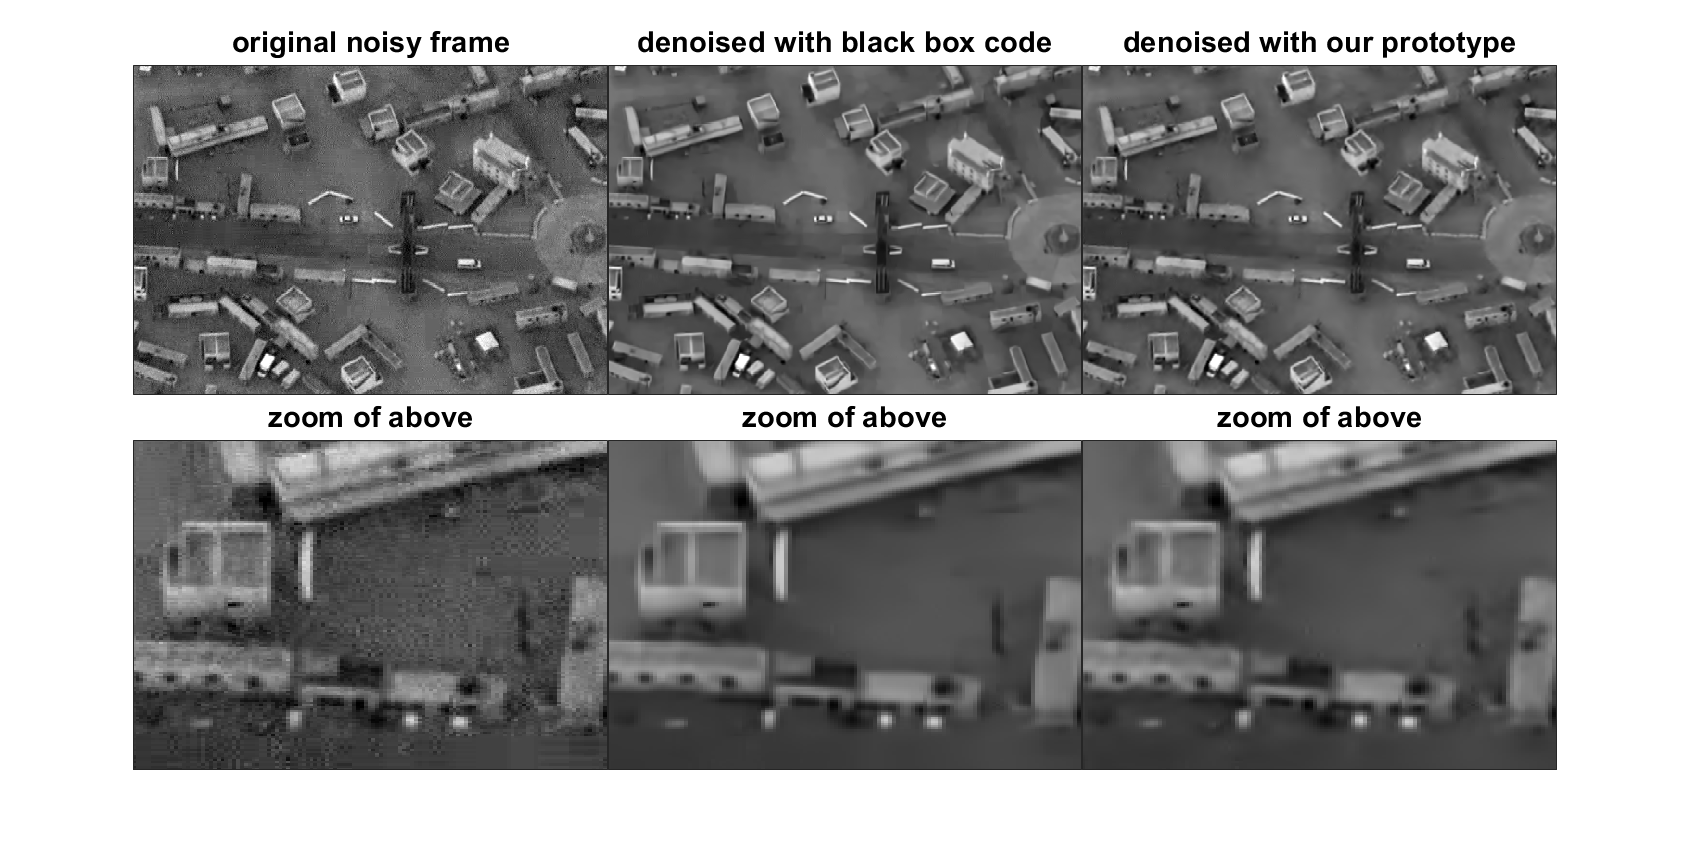 original noisy frame
denoised with black box code
denoised with our prototype
zoom of above
zoom of above
zoom of above